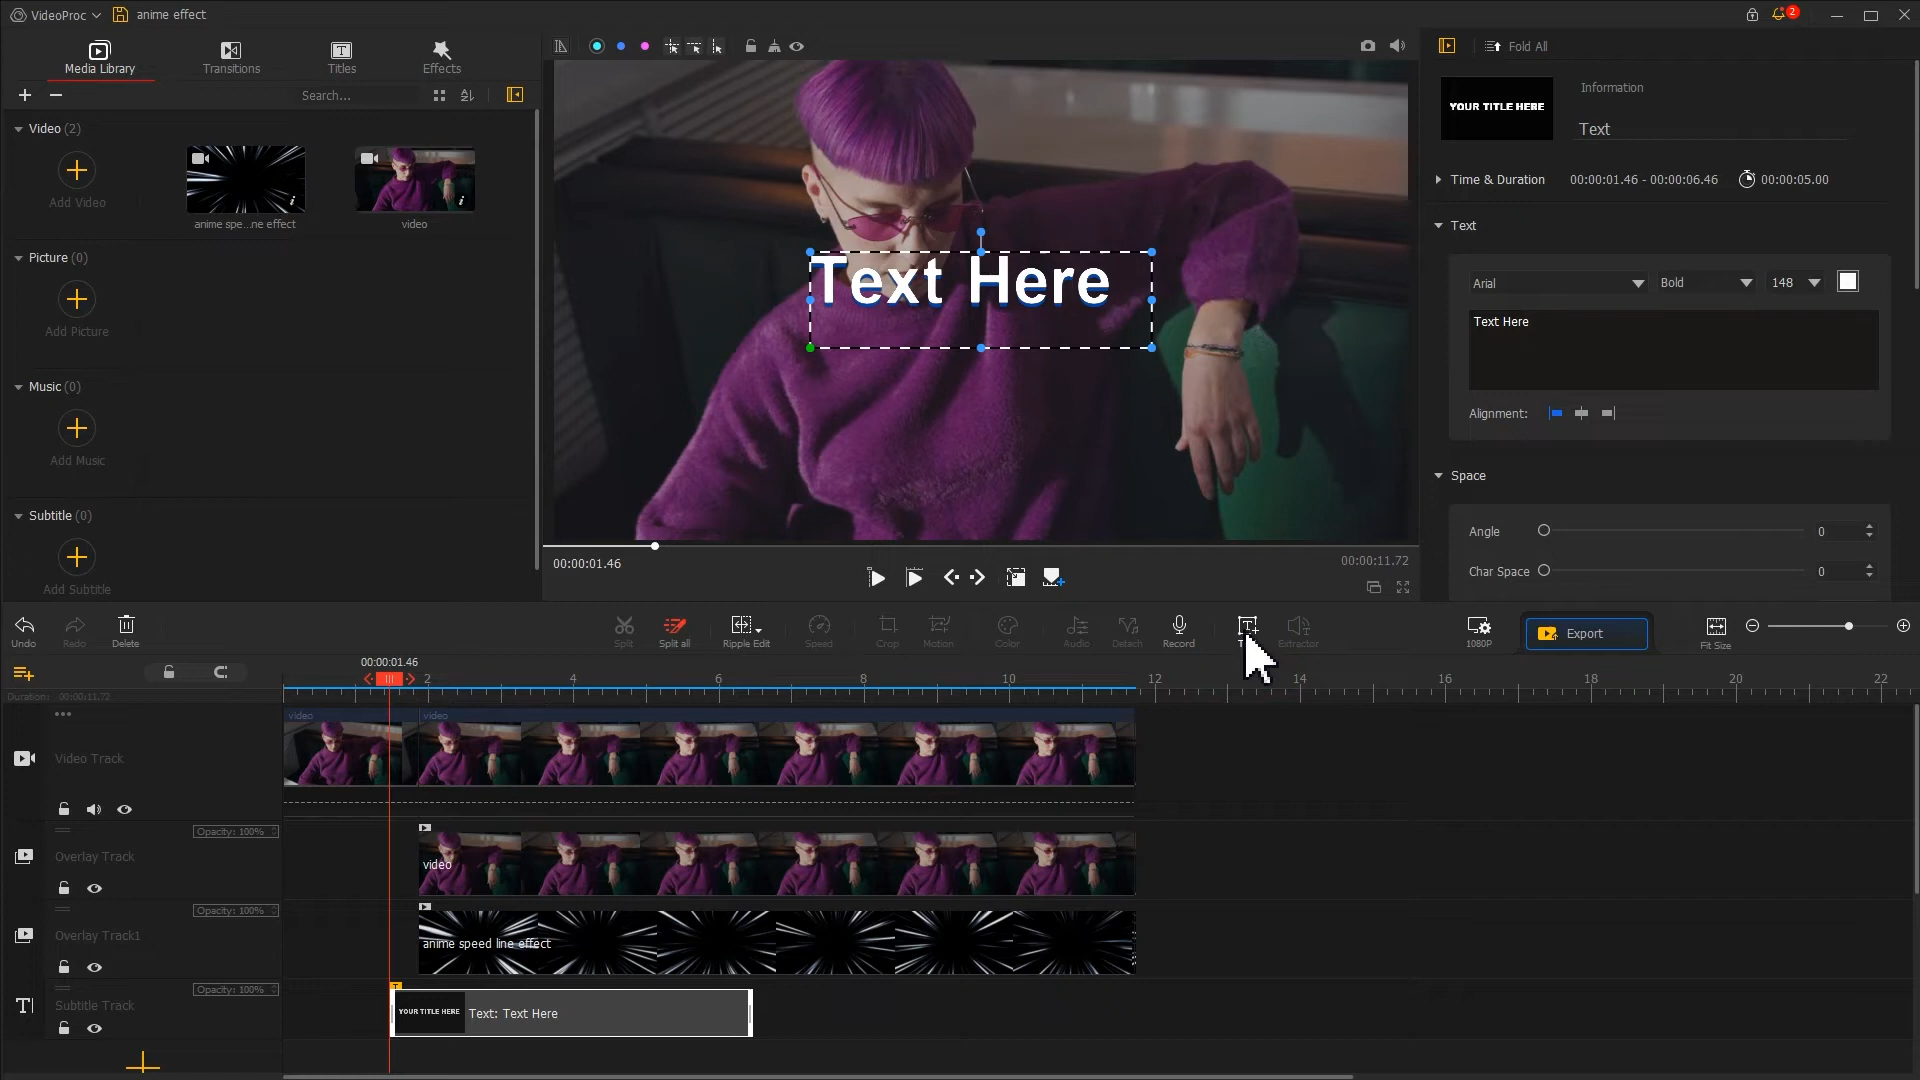 VideoProc anime effect 2
Media Library Transitions Titles Effects
Search...
Video (2)
Add Video
anime spe...ne effect video
Picture (0)
Add Picture
Music (0)
Add Music
Subtitle (0)
Add Subtitle
Text Here
00:00:01.46 00:00:11.72
Fold All
YOUR TITLE HERE
Information
Text
Time & Duration 00:00:01.46 - 00:00:06.46 00:00:05.00
Text
Arial Bold 148
Text Here
Alignment:
Space
Angle 0
Char Space 0
Undo Redo Delete Split Split all Ripple Edit Speed Crop Motion Color Audio Detach Record Extractor 1080P Export Fit Size
00:00:01.46
2 4 6 8 10 12 14 16 18 20 22
Duration: 00:00:11.72
video video
Video Track
Opacity: 100%
Overlay Track
video
Opacity: 100%
Overlay Track1
anime speed line effect
Opacity: 100%
Subtitle Track
YOUR TITLE HERE Text: Text Here